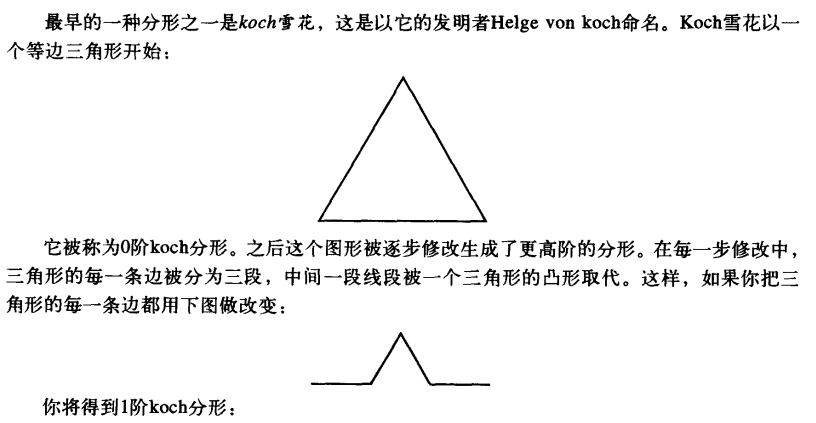 最早的一种分形之一是koch雪花，这是以它的发明者Helge von koch命名。Koch雪花以一
个等边三角形开始：
它被称为0阶koch分形。之后这个图形被逐步修改生成了更高阶的分形。在每一步修改中，
三角形的每一条边被分为三段，中间一段线段被一个三角形的凸形取代。这样，如果你把三
角形的每一条边都用下图做改变：
你将得到1阶koch分形：